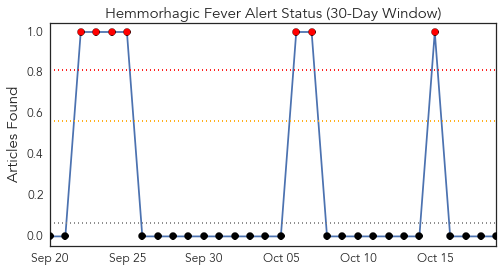 Hemmorhagic Fever Alert Status (30-Day Window)
Articles Found
1.0
0.8
0.6
0.4
0.2
0.0
Sep 20 Sep 25 Sep 30 Oct 05 Oct 10 Oct 15